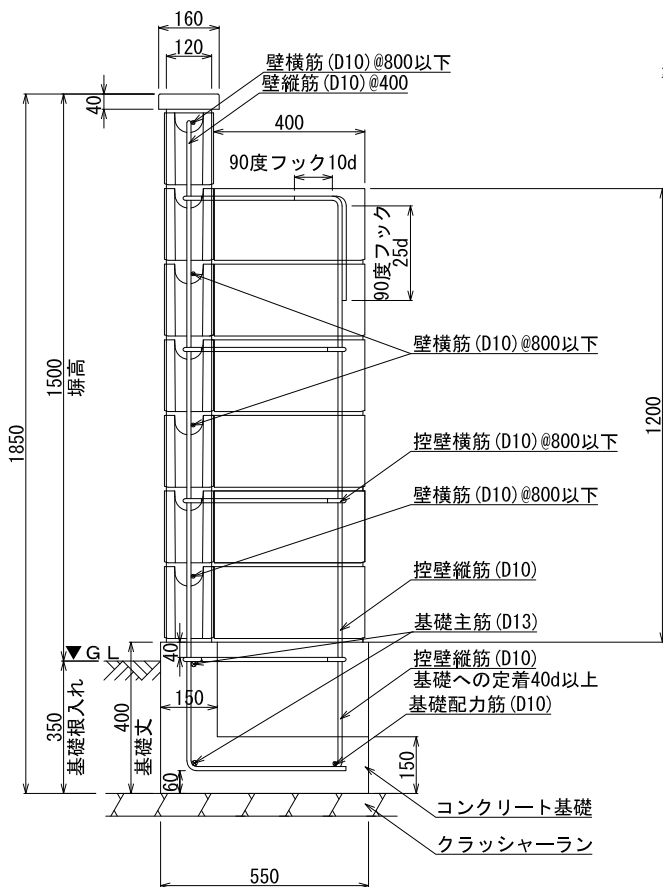 160
120
壁横筋(D10)@800以下
壁縦筋(D10)@400
40
400
90度フック10d
90度フック
25d
壁横筋(D10)@800以下
1500
塀高
1850
1200
控壁横筋(D10)@800以下
壁横筋(D10)@800以下
控壁縦筋(D10)
基礎主筋(D13)
▼GL
40
控壁縦筋(D10)
基礎への定着40d以上
基礎配力筋(D10)
150
350
基礎根入れ
400
基礎丈
60
150
コンクリート基礎
クラッシャーラン
550